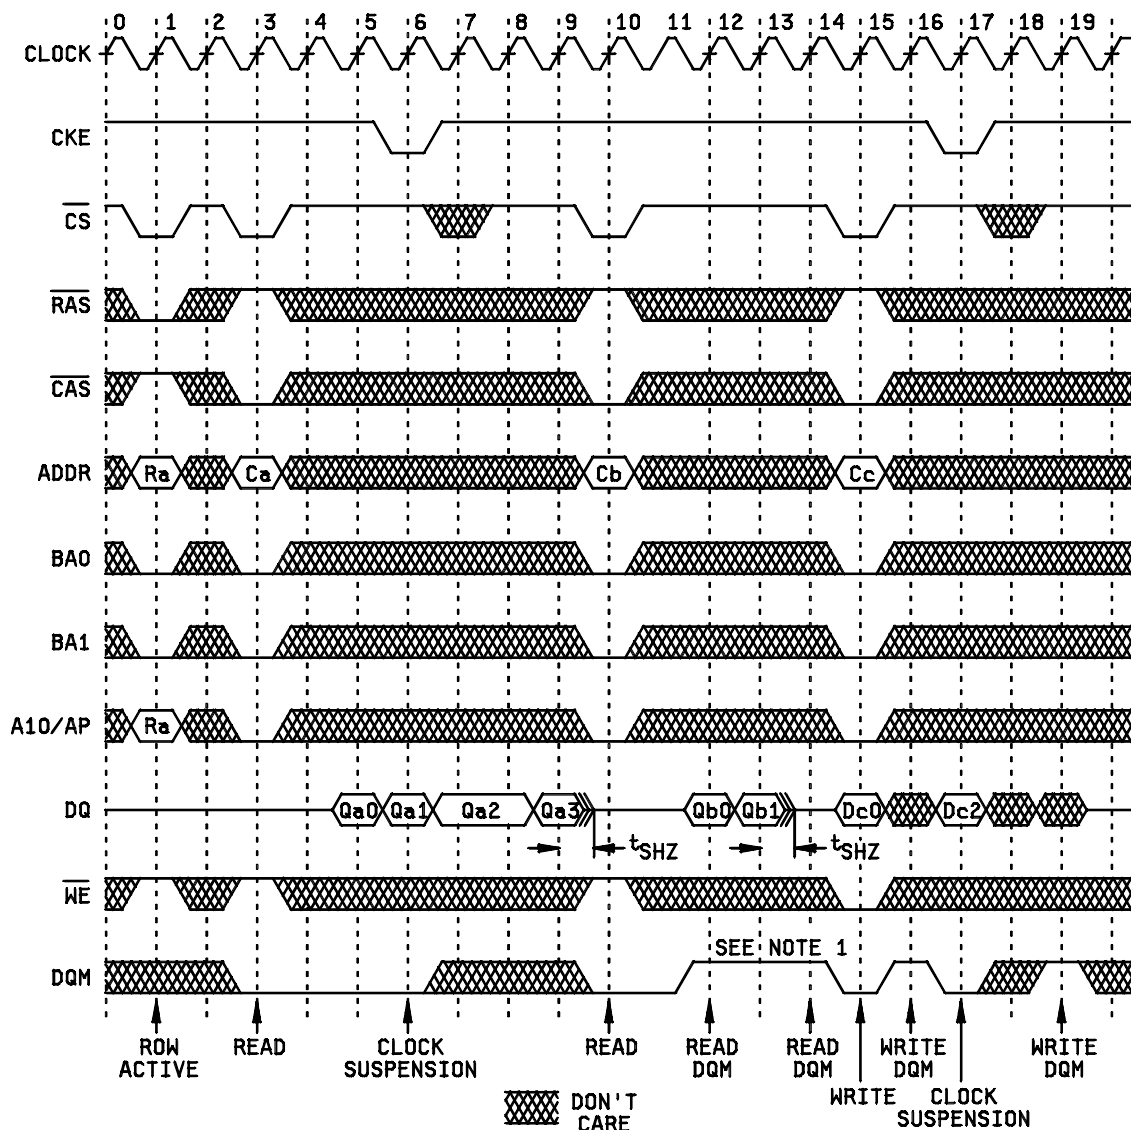 0 1 2 3 4 5 6 7 8 9 10 11 12 13 14 15 16 17 18 19
CLOCK
CKE
CS
RAS
CAS
ADDR Ra Ca Cb Cc
BA0
BA1
A10/AP Ra
DQ Qa0 Qa1 Qa2 Qa3 Qb0 Qb1 Dc0 Dc2
tSHZ tSHZ
WE
SEE NOTE 1
DQM
ROW ACTIVE
READ
CLOCK SUSPENSION
READ
READ DQM
READ DQM
WRITE
WRITE DQM
CLOCK SUSPENSION
WRITE DQM
DON'T CARE